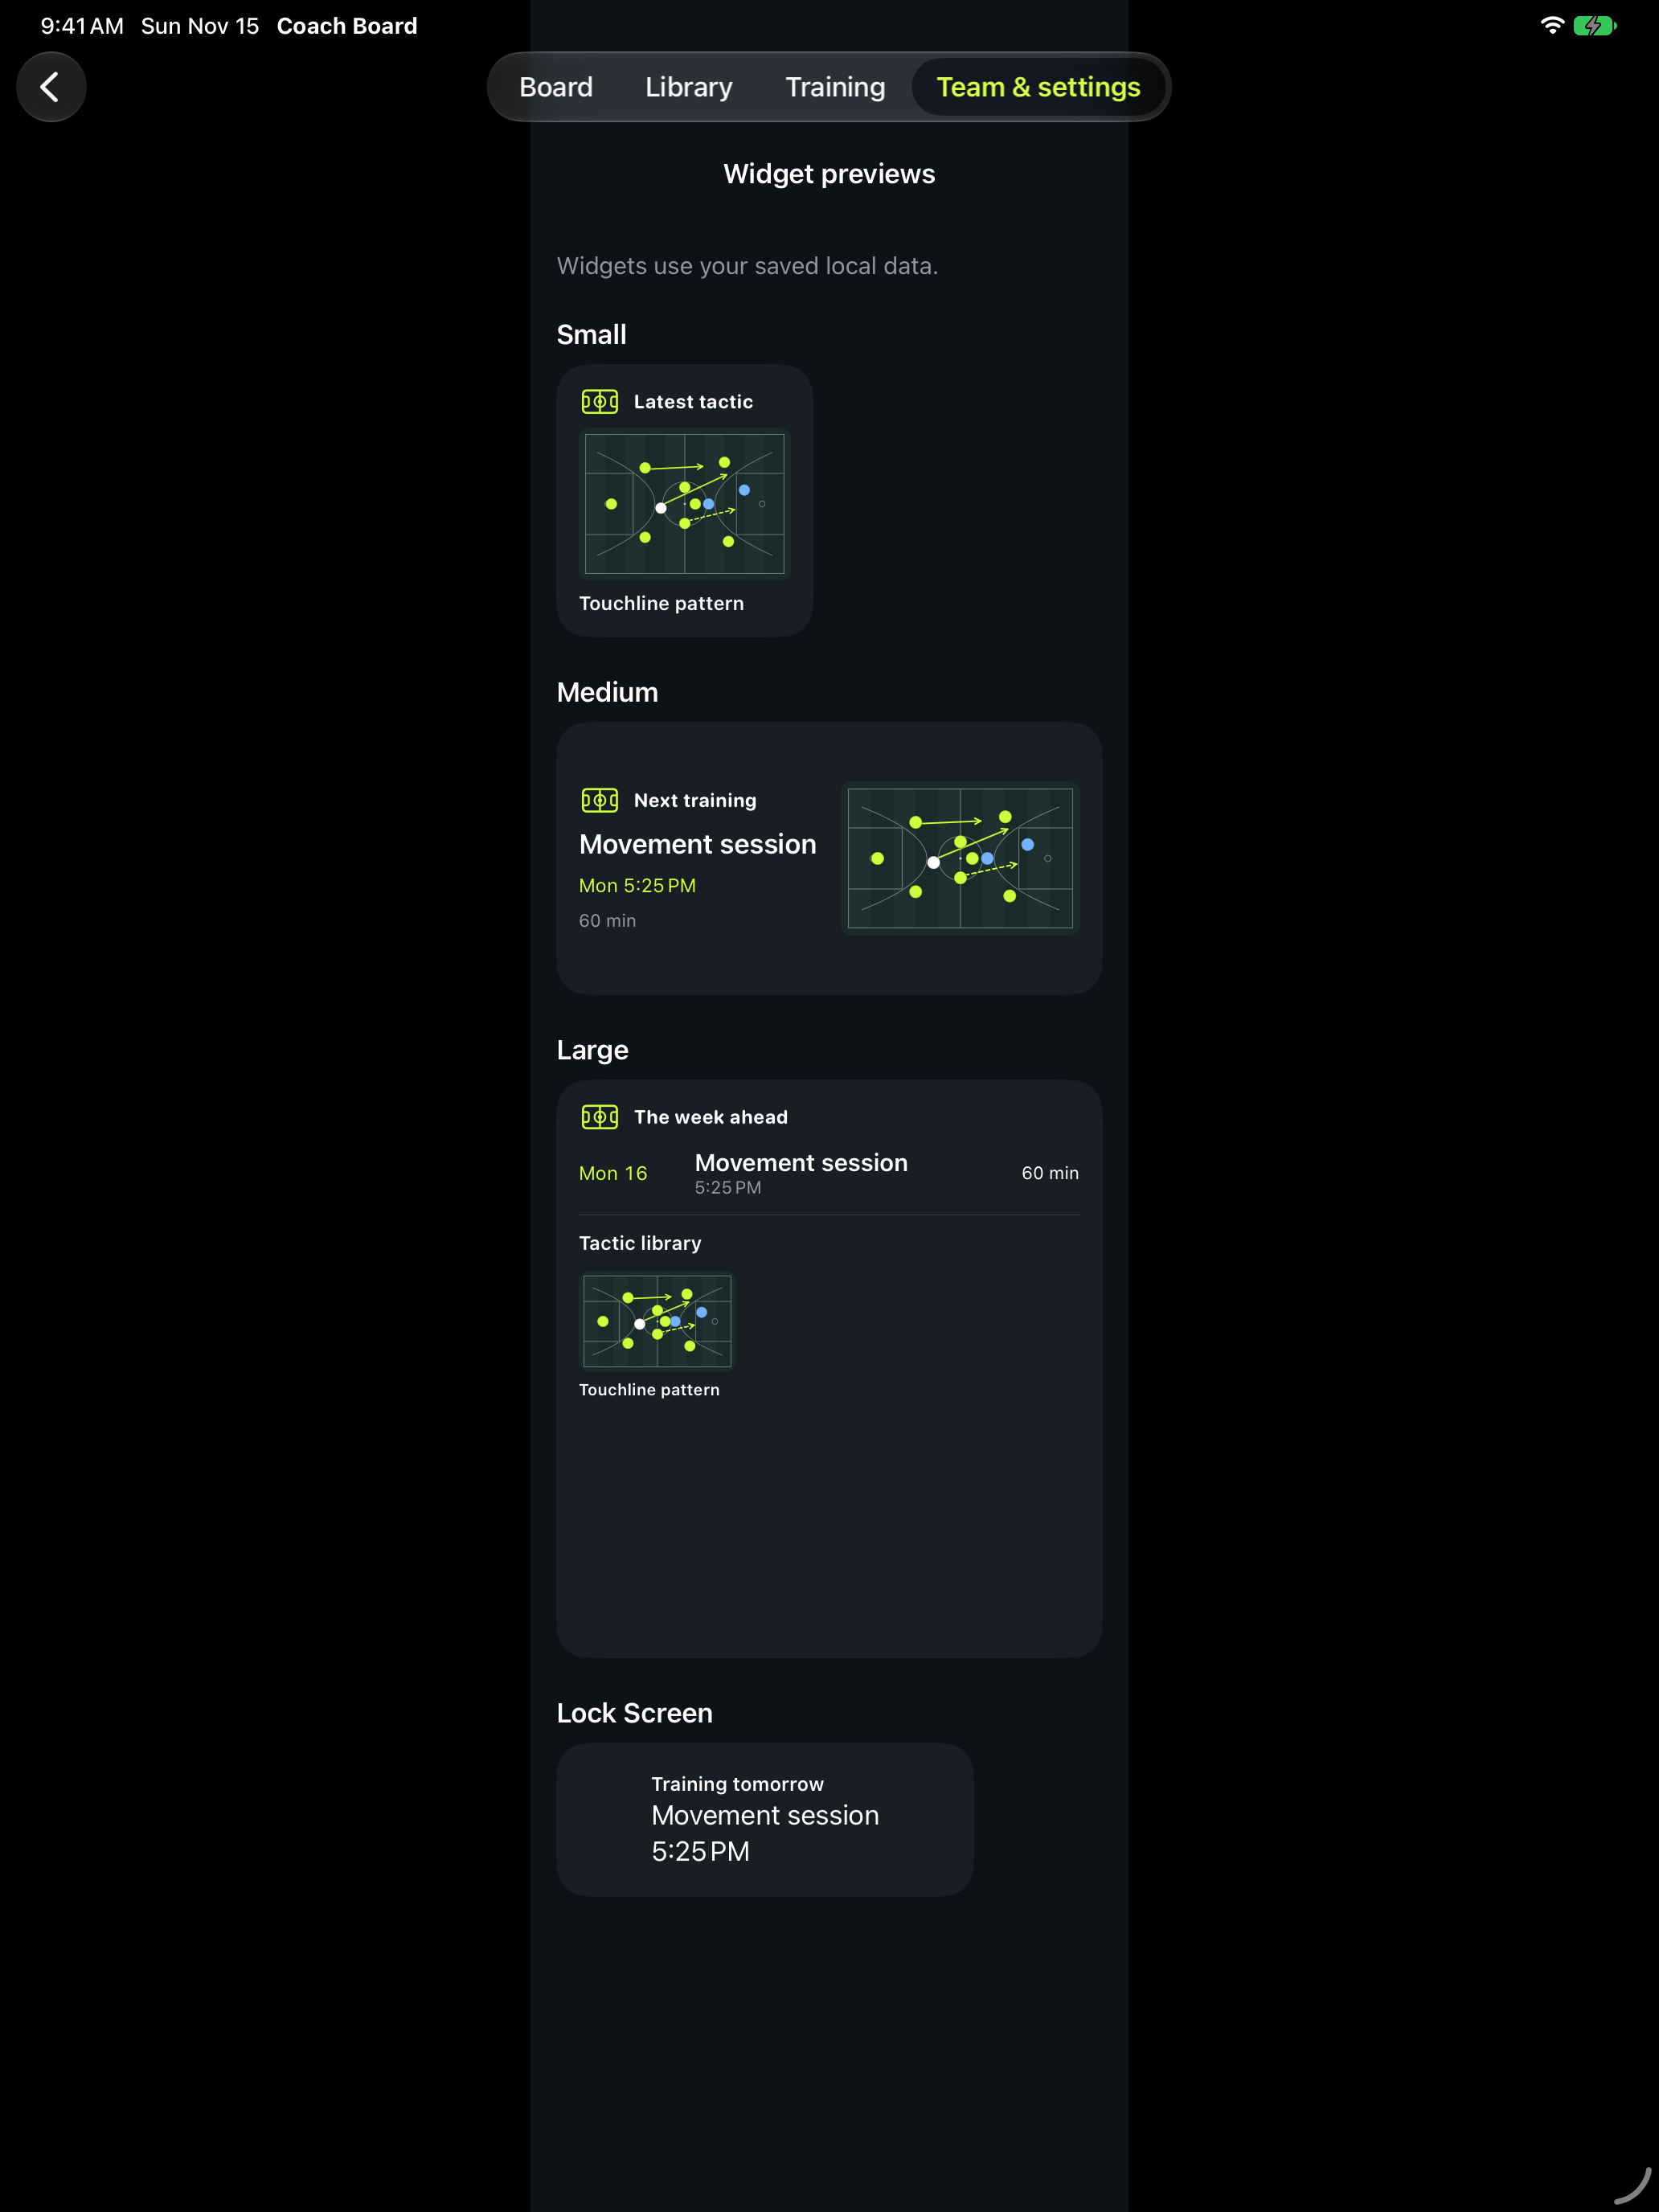 9:41 AM Sun Nov 15 Coach Board
Board Library Training Team & settings
Widget previews
Widgets use your saved local data.
Small
Latest tactic
Touchline pattern
Medium
Next training
Movement session
Mon 5:25 PM
60 min
Large
The week ahead
Mon 16 Movement session 60 min
5:25 PM
Tactic library
Touchline pattern
Lock Screen
Training tomorrow
Movement session
5:25 PM